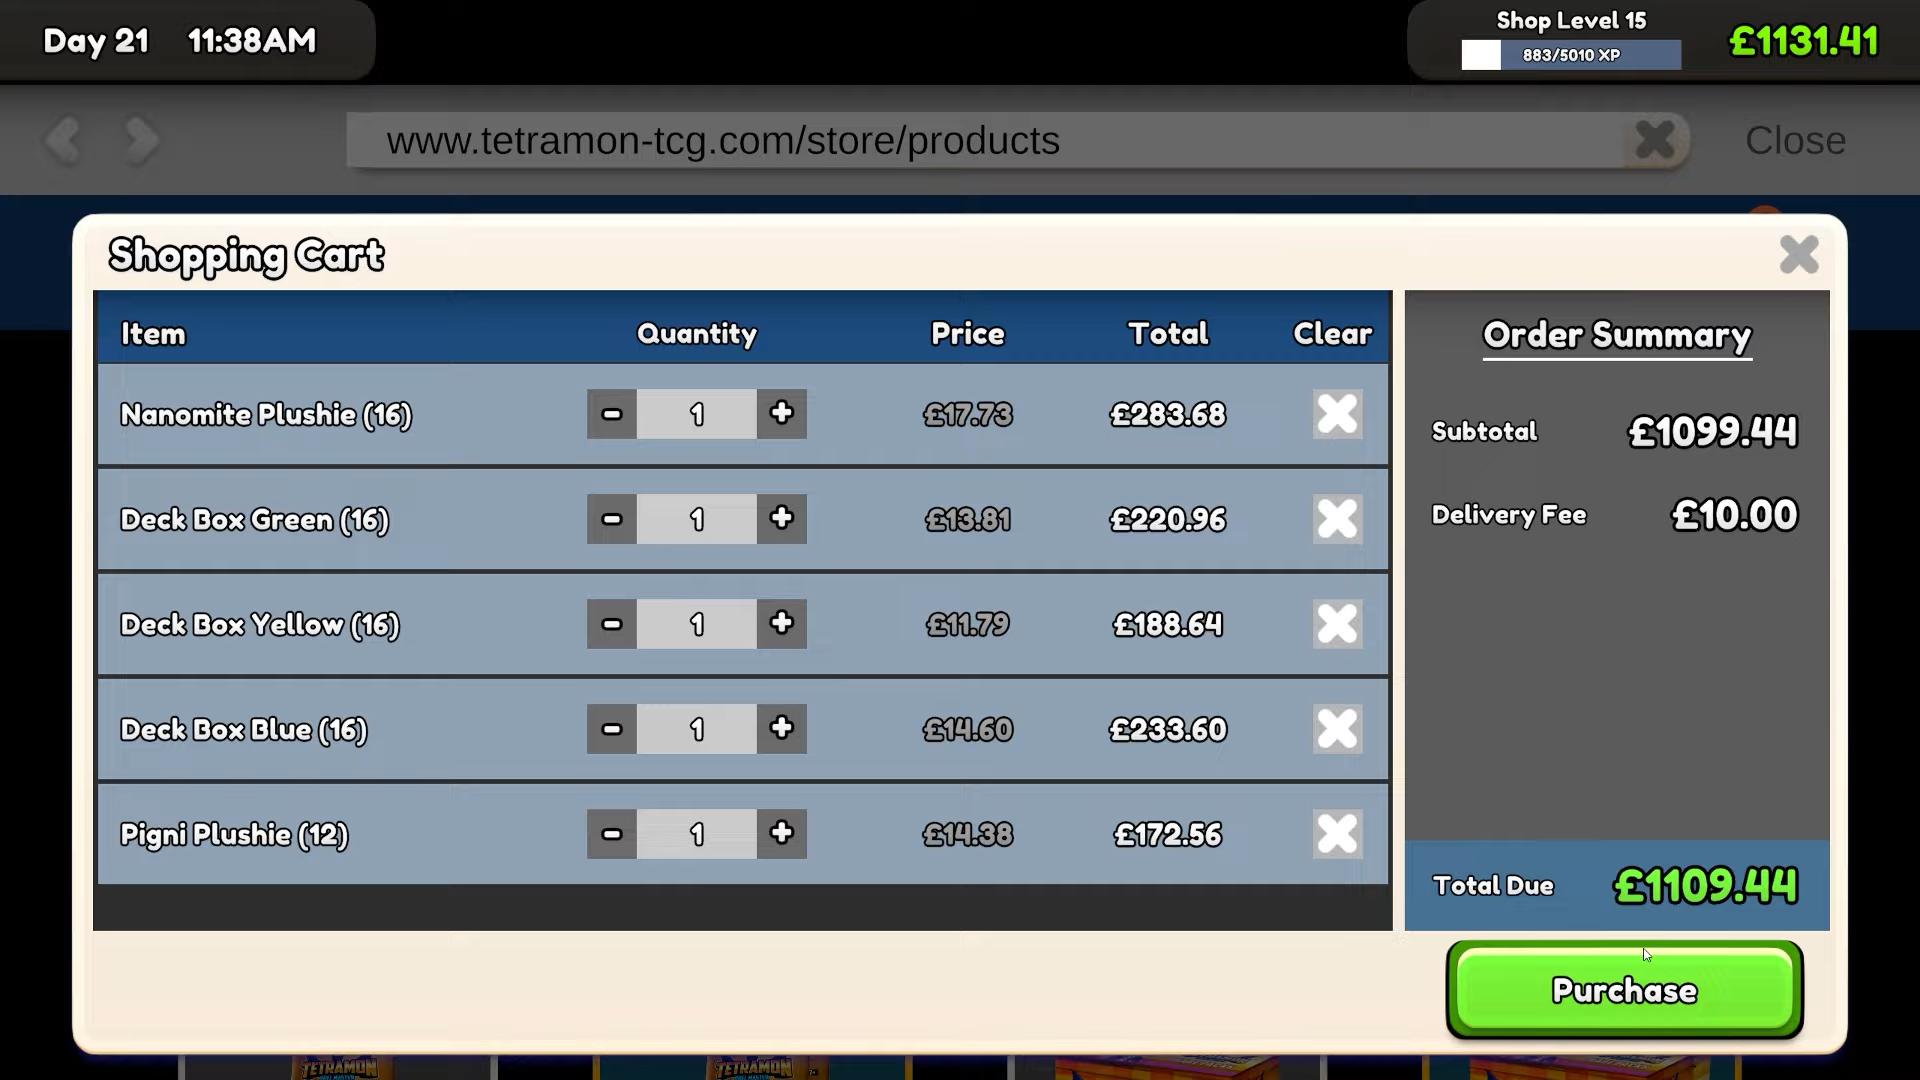 Day 21 11:38AM
Shop Level 15
883/5010 XP
£1131.41
www.tetramon-tcg.com/store/products
Close
Shopping Cart
Item Quantity Price Total Clear
Nanomite Plushie (16) - 1 + £17.73 £283.68
Deck Box Green (16) - 1 + £13.81 £220.96
Deck Box Yellow (16) - 1 + £11.79 £188.64
Deck Box Blue (16) - 1 + £14.60 £233.60
Pigni Plushie (12) - 1 + £14.38 £172.56
Order Summary
Subtotal £1099.44
Delivery Fee £10.00
Total Due £1109.44
Purchase
TETRAMON TETRAMON